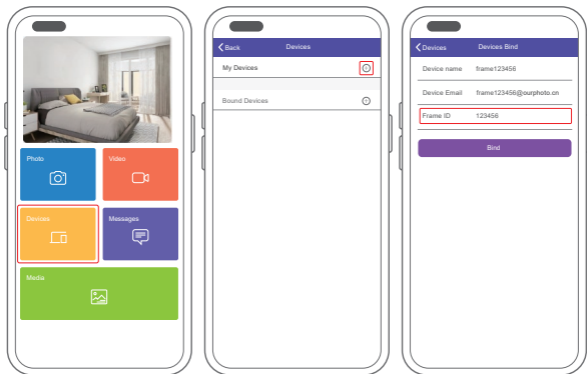 Photo
Video
Devices
Messages
Media
Back
Devices
My Devices
Bound Devices
Devices
Devices Bind
Device name frame123456
Device Email frame123456@ourphoto.cn
Frame ID 123456
Bind